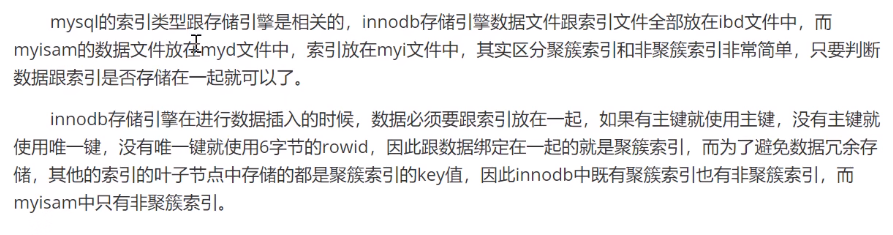 mysql的索引类型跟存储引擎是相关的，innodb存储引擎数据文件跟索引文件全部放在ibd文件中，而
myisam的数据文件放在myd文件中，索引放在myi文件中，其实区分聚簇索引和非聚簇索引非常简单，只要判断
数据跟索引是否存储在一起就可以了。
innodb存储引擎在进行数据插入的时候，数据必须要跟索引放在一起，如果有主键就使用主键，没有主键就
使用唯一键，没有唯一键就使用6字节的rowid，因此跟数据绑定在一起的就是聚簇索引，而为了避免数据冗余存
储，其他的索引的叶子节点中存储的都是聚簇索引的key值，因此innodb中既有聚簇索引也有非聚簇索引，而
myisam中只有非聚簇索引。